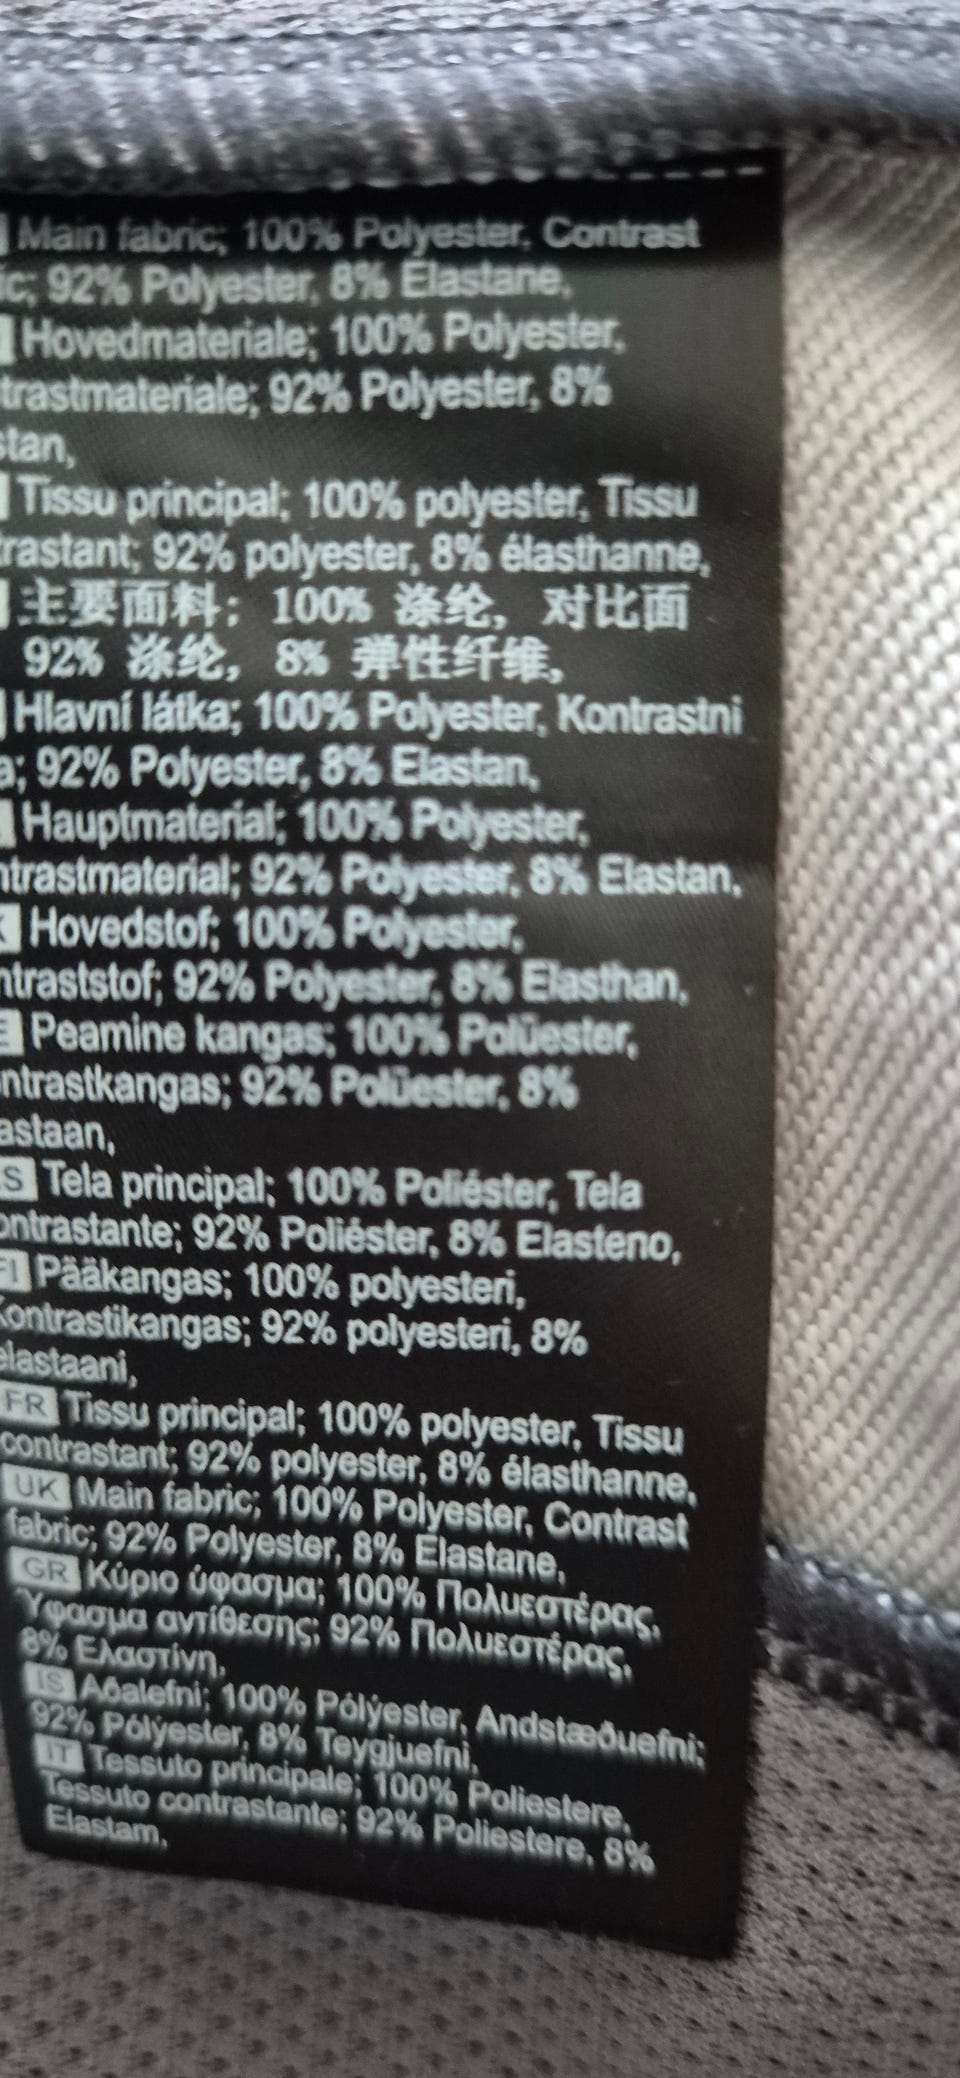 Main fabric; 100% Polyester, Contrast
ic; 92% Polyester, 8% Elastane,
Hovedmateriale; 100% Polyester,
trastmateriale; 92% Polyester, 8%
stan,
Tissu principal; 100% polyester, Tissu
trastant; 92% polyester, 8% élasthanne,
主要面料; 100% 涤纶, 对比面
92% 涤纶, 8% 弹性纤维,
Hlavní látka; 100% Polyester, Kontrastni
a; 92% Polyester, 8% Elastan,
Hauptmaterial; 100% Polyester,
ntrastmaterial; 92% Polyester, 8% Elastan,
K Hovedstof; 100% Polyester,
ntraststof; 92% Polyester, 8% Elasthan,
E Peamine kangas; 100% Polüester,
ntrastkangas; 92% Polüester, 8%
astaan,
S Tela principal; 100% Poliéster, Tela
ontrastante; 92% Poliéster, 8% Elasteno,
FI Pääkangas; 100% polyesteri,
Kontrastikangas; 92% polyesteri, 8%
elastaani,
FR Tissu principal; 100% polyester, Tissu
contrastant; 92% polyester, 8% élasthanne,
UK Main fabric; 100% Polyester, Contrast
fabric; 92% Polyester, 8% Elastane,
GR Κύριο ύφασμα; 100% Πολυεστέρας,
Ύφασμα αντίθεσης; 92% Πολυεστέρας,
8% Ελαστίνη,
IS Aðalefni; 100% Pólýester, Andstæðuefni;
92% Pólýester, 8% Teygjuefni,
IT Tessuto principale; 100% Poliestere,
Tessuto contrastante; 92% Poliestere, 8%
Elastam,